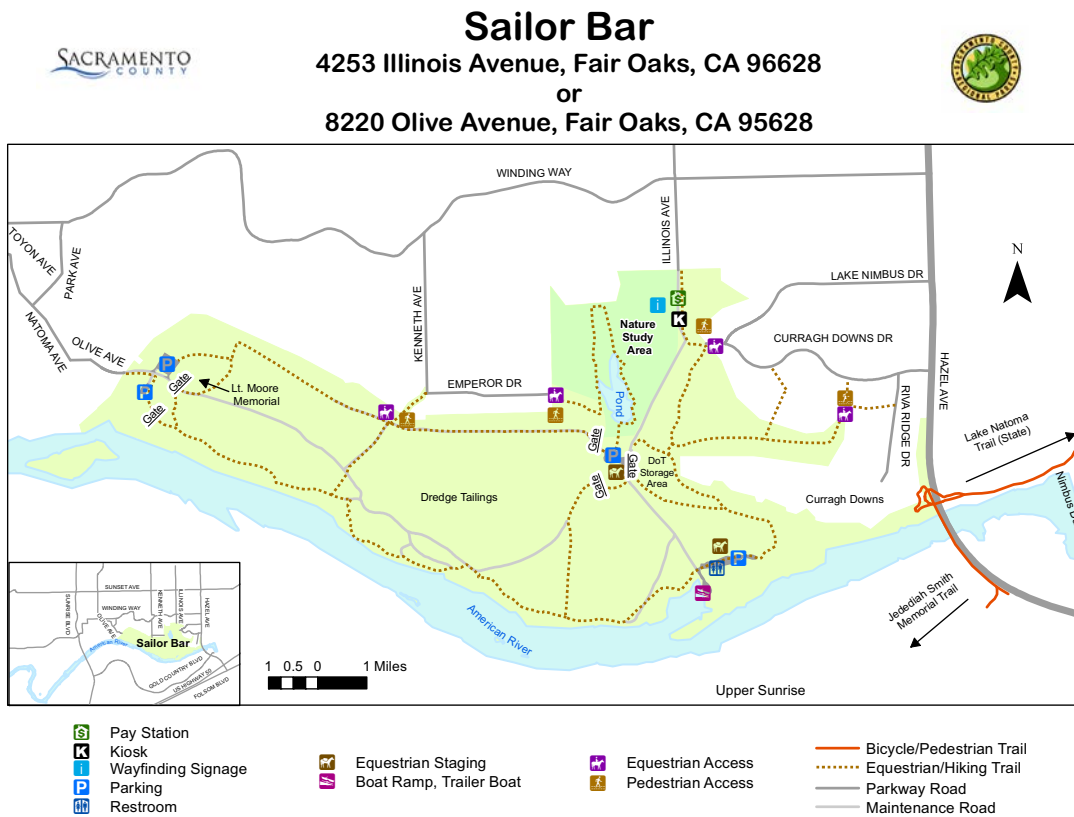 Sailor Bar
4253 Illinois Avenue, Fair Oaks, CA 96628
or
8220 Olive Avenue, Fair Oaks, CA 95628
SACRAMENTO
COUNTY
SACRAMENTO COUNTY
REGIONAL PARKS
WINDING WAY
TOYON AVE
PARK AVE
NATOMA AVE
OLIVE AVE
KENNETH AVE
ILLINOIS AVE
LAKE NIMBUS DR
N
Nature
Study
Area
CURRAGH DOWNS DR
HAZEL AVE
EMPEROR DR
Lt. Moore
Memorial
Gate
Gate
Pond
RIVA RIDGE DR
Lake Natoma
Trail (State)
Gate
Gate
Gate
DoT
Storage
Area
Dredge Tailings
Curragh Downs
Nimbus
American River
Jedediah Smith
Memorial Trail
SUNSET AVE
SUNRISE BLVD
WINDING WAY
OLIVE AVE
KENNETH AVE
ILLINOIS AVE
HAZEL AVE
American River
Sailor Bar
GOLD COUNTRY BLVD
US HIGHWAY 50
FOLSOM BLVD
1 0.5 0 1 Miles
Upper Sunrise
$ Pay Station
K Kiosk
i Wayfinding Signage
P Parking
Restroom
Equestrian Staging
Boat Ramp, Trailer Boat
Equestrian Access
Pedestrian Access
Bicycle/Pedestrian Trail
Equestrian/Hiking Trail
Parkway Road
Maintenance Road